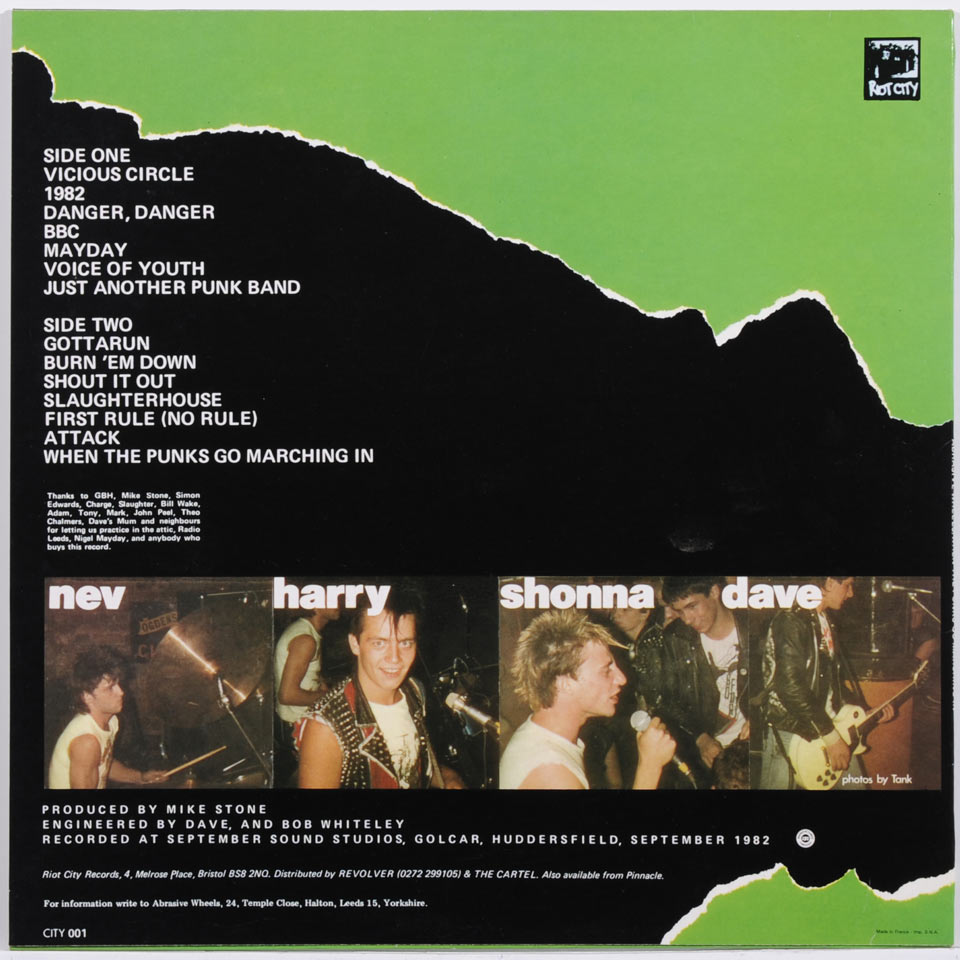 RIOT CITY
SIDE ONE
VICIOUS CIRCLE
1982
DANGER, DANGER
BBC
MAYDAY
VOICE OF YOUTH
JUST ANOTHER PUNK BAND
SIDE TWO
GOTTARUN
BURN 'EM DOWN
SHOUT IT OUT
SLAUGHTERHOUSE
FIRST RULE (NO RULE)
ATTACK
WHEN THE PUNKS GO MARCHING IN
Thanks to GBH, Mike Stone, Simon
Edwards, Charge, Slaughter, Bill Wake,
Adam, Tony, Mark, John Peel, Theo
Chalmers, Dave's Mum and neighbours
for letting us practice in the attic, Radio
Leeds, Nigel Mayday, and anybody who
buys this record.
nev harry shonna dave
photos by Tank
PRODUCED BY MIKE STONE
ENGINEERED BY DAVE, AND BOB WHITELEY
RECORDED AT SEPTEMBER SOUND STUDIOS, GOLCAR, HUDDERSFIELD, SEPTEMBER 1982
Riot City Records, 4, Melrose Place, Bristol BS8 2NQ. Distributed by REVOLVER (0272 299105) & THE CARTEL. Also available from Pinnacle.
For information write to Abrasive Wheels, 24, Temple Close, Halton, Leeds 15, Yorkshire.
CITY 001
Made in France